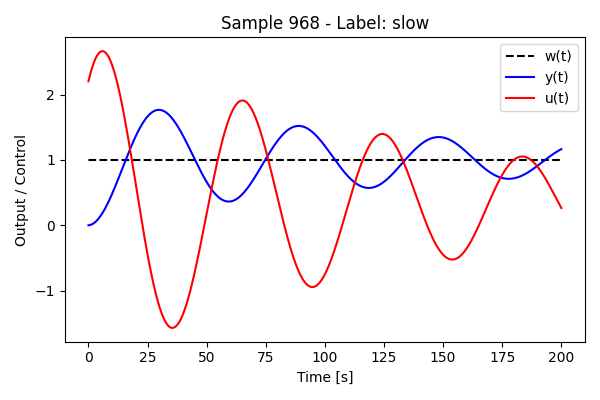 Sample 968 - Label: slow
w(t)
y(t)
u(t)
Output / Control
2
1
0
−1
0
25
50
75
100
125
150
175
200
Time [s]